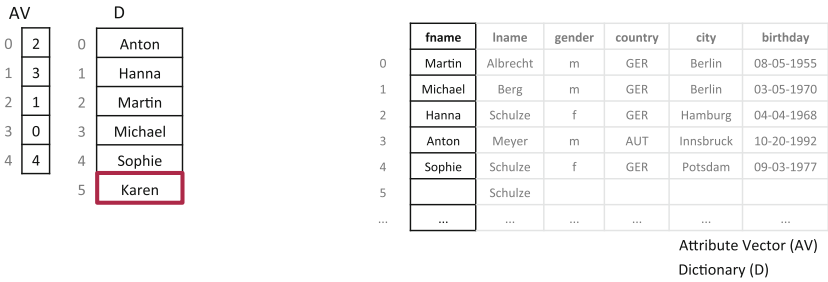 AV D
0 2 0 Anton
1 3 1 Hanna
2 1 2 Martin
3 0 3 Michael
4 4 4 Sophie
5 Karen
fname lname gender country city birthday
0 Martin Albrecht m GER Berlin 08-05-1955
1 Michael Berg m GER Berlin 03-05-1970
2 Hanna Schulze f GER Hamburg 04-04-1968
3 Anton Meyer m AUT Innsbruck 10-20-1992
4 Sophie Schulze f GER Potsdam 09-03-1977
5 Schulze
... ... ... ... ... ... ...
Attribute Vector (AV)
Dictionary (D)